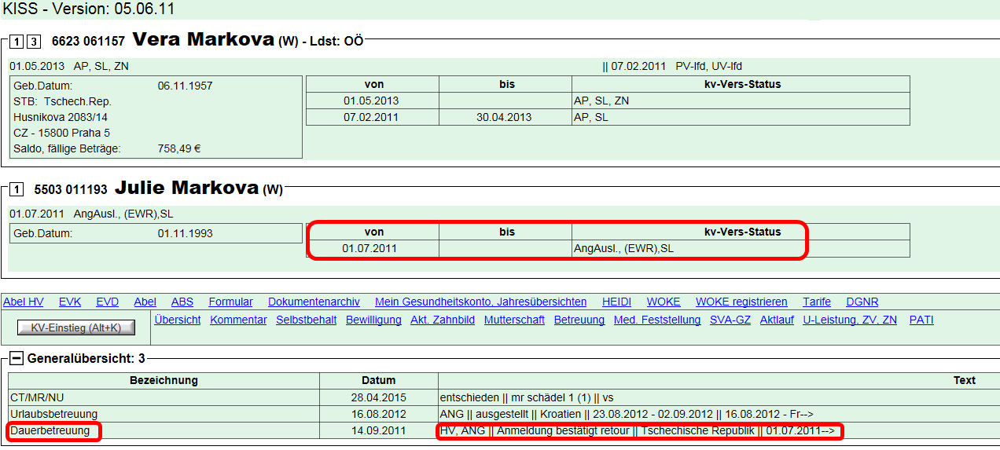 KISS - Version: 05.06.11
1 3 6623 061157 Vera Markova (W) - Ldst: OÖ
01.05.2013 AP, SL, ZN || 07.02.2011 PV-lfd, UV-lfd
Geb.Datum: 06.11.1957
STB: Tschech.Rep.
Husnikova 2083/14
CZ - 15800 Praha 5
Saldo, fällige Beträge: 758,49 €
von bis kv-Vers-Status
01.05.2013 AP, SL, ZN
07.02.2011 30.04.2013 AP, SL
1 5503 011193 Julie Markova (W)
01.07.2011 AngAusl., (EWR),SL
Geb.Datum: 01.11.1993
von bis kv-Vers-Status
01.07.2011 AngAusl., (EWR),SL
Abel HV EVK EVD Abel ABS Formular Dokumentenarchiv Mein Gesundheitskonto, Jahresübersichten HEIDI WOKE WOKE registrieren Tarife DGNR
KV-Einstieg (Alt+K) Übersicht Kommentar Selbstbehalt Bewilligung Akt. Zahnbild Mutterschaft Betreuung Med. Feststellung SVA-GZ Aktlauf U-Leistung, ZV, ZN PATI
Generalübersicht: 3
Bezeichnung Datum Text
CT/MR/NU 28.04.2015 entschieden || mr schädel 1 (1) || vs
Urlaubsbetreuung 16.08.2012 ANG || ausgestellt || Kroatien || 23.08.2012 - 02.09.2012 || 16.08.2012 - Fr-->
Dauerbetreuung 14.09.2011 HV, ANG || Anmeldung bestätigt retour || Tschechische Republik || 01.07.2011-->